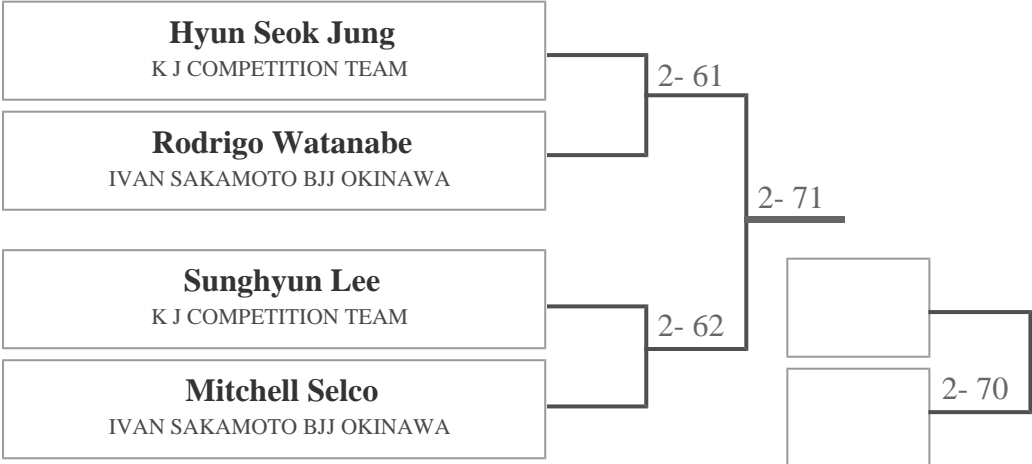 Hyun Seok Jung
K J COMPETITION TEAM
2- 61
Rodrigo Watanabe
IVAN SAKAMOTO BJJ OKINAWA
2- 71
Sunghyun Lee
K J COMPETITION TEAM
2- 62
Mitchell Selco
IVAN SAKAMOTO BJJ OKINAWA
2- 70